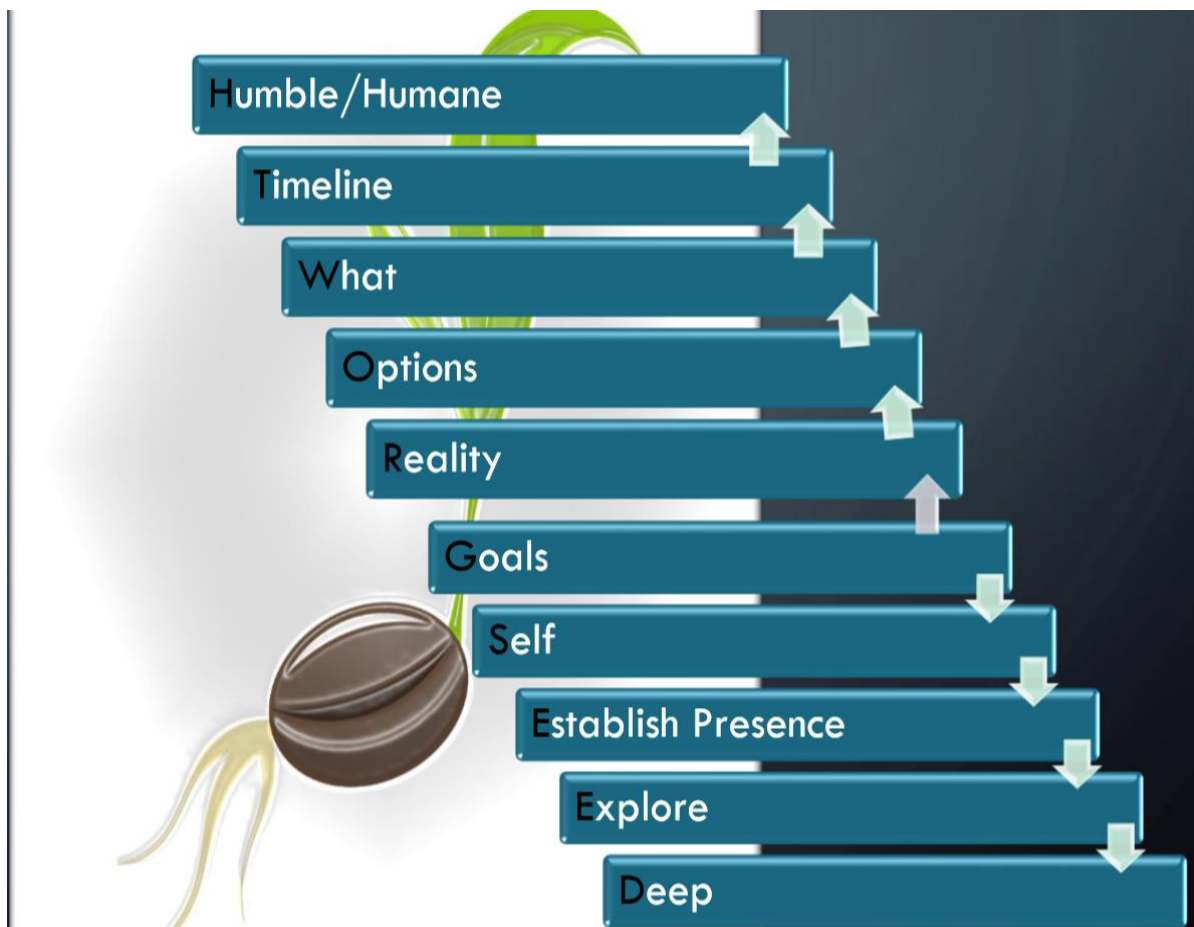 Humble/Humane
Timeline
What
Options
Reality
Goals
Self
Establish Presence
Explore
Deep